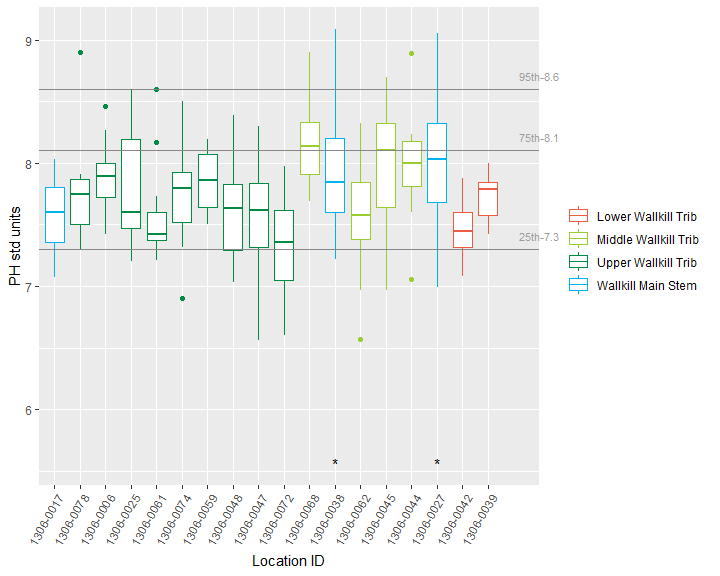 PH std units
9
8
7
6
95th-8.6
75th-8.1
25th-7.3
*
*
1306-0017
1306-0078
1306-0006
1306-0025
1306-0061
1306-0074
1306-0059
1306-0048
1306-0047
1306-0072
1306-0068
1306-0038
1306-0062
1306-0045
1306-0044
1306-0027
1306-0042
1306-0039
Location ID
Lower Wallkill Trib
Middle Wallkill Trib
Upper Wallkill Trib
Wallkill Main Stem